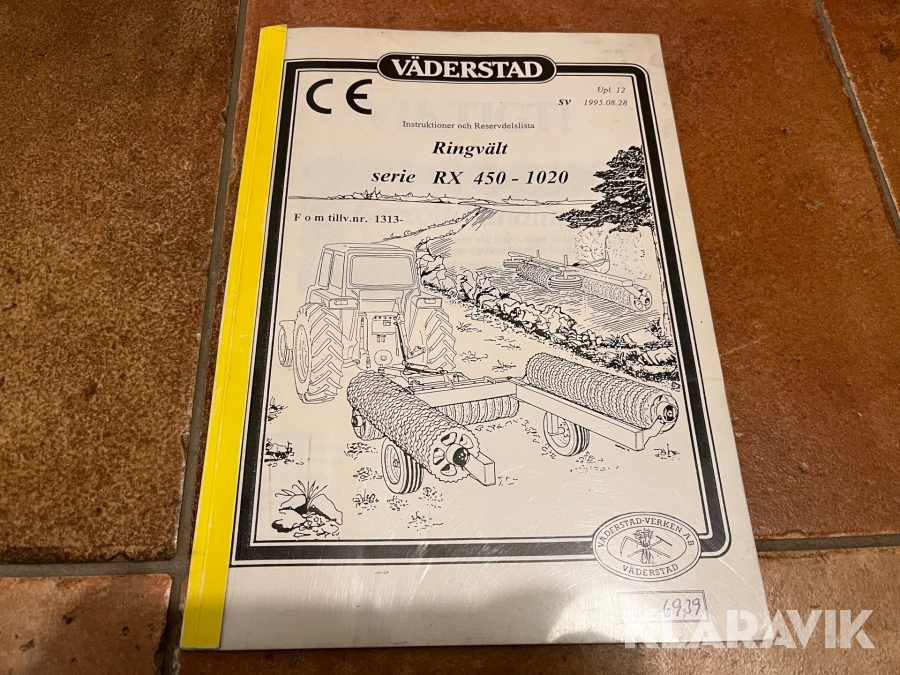 VÄDERSTAD
CE
Upl. 12
SV 1995.08.28
Instruktioner och Reservdelslista
Ringvält
serie RX 450 - 1020
F o m tillv.nr. 1313-
VÄDERSTAD-VERKEN AB
VÄDERSTAD
6939
KLARAVIK